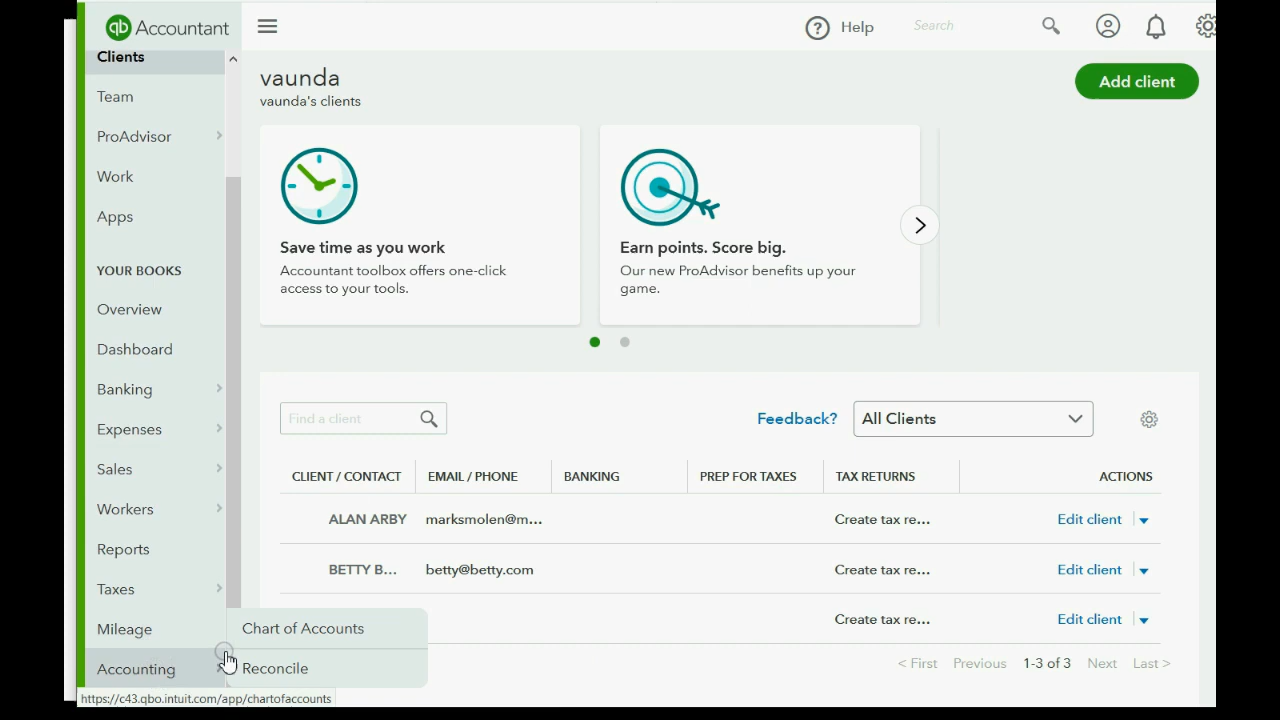 qb Accountant
Help
Search
Clients
Team
ProAdvisor
Work
Apps
YOUR BOOKS
Overview
Dashboard
Banking
Expenses
Sales
Workers
Reports
Taxes
Mileage
Accounting
Chart of Accounts
Reconcile
https://c43.qbo.intuit.com/app/chartofaccounts
vaunda
vaunda's clients
Add client
Save time as you work
Accountant toolbox offers one-click
access to your tools.
Earn points. Score big.
Our new ProAdvisor benefits up your
game.
Find a client
Feedback?
All Clients
CLIENT / CONTACT EMAIL / PHONE BANKING PREP FOR TAXES TAX RETURNS ACTIONS
ALAN ARBY marksmolen@m... Create tax re... Edit client
BETTY B... betty@betty.com Create tax re... Edit client
Create tax re... Edit client
< First Previous 1-3 of 3 Next Last >